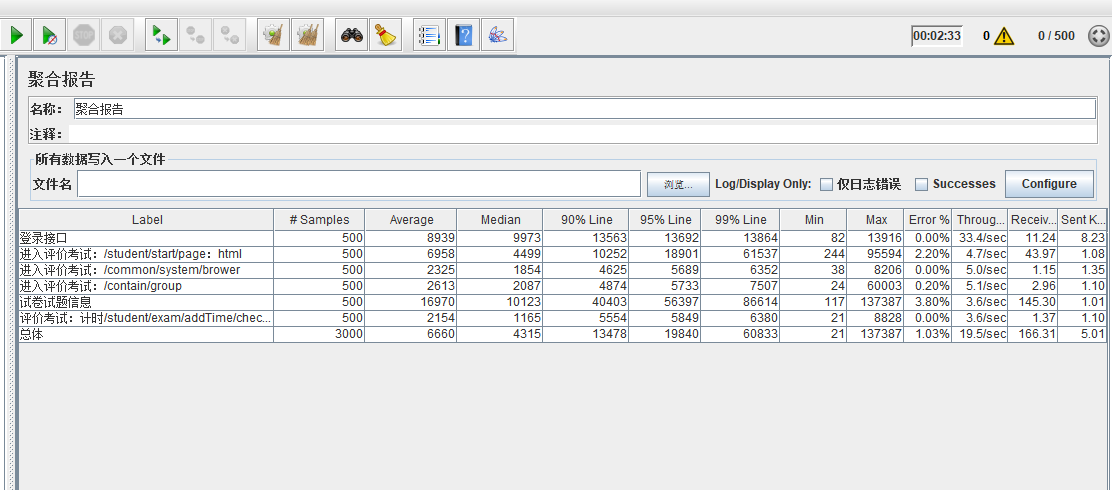 STOP
00:02:33 0 0 / 500
聚合报告
名称： 聚合报告
注释：
所有数据写入一个文件
文件名 浏览... Log/Display Only: 仅日志错误 Successes Configure
Label # Samples Average Median 90% Line 95% Line 99% Line Min Max Error % Throug... Receiv... Sent K...
登录接口 500 8939 9973 13563 13692 13864 82 13916 0.00% 33.4/sec 11.24 8.23
进入评价考试：/student/start/page：html 500 6958 4499 10252 18901 61537 244 95594 2.20% 4.7/sec 43.97 1.08
进入评价考试：/common/system/brower 500 2325 1854 4625 5689 6352 38 8206 0.00% 5.0/sec 1.15 1.35
进入评价考试：/contain/group 500 2613 2087 4874 5733 7507 24 60003 0.20% 5.1/sec 2.96 1.10
试卷试题信息 500 16970 10123 40403 56397 86614 117 137387 3.80% 3.6/sec 145.30 1.01
评价考试：计时/student/exam/addTime/chec... 500 2154 1165 5554 5849 6380 21 8828 0.00% 3.6/sec 1.37 1.10
总体 3000 6660 4315 13478 19840 60833 21 137387 1.03% 19.5/sec 166.31 5.01